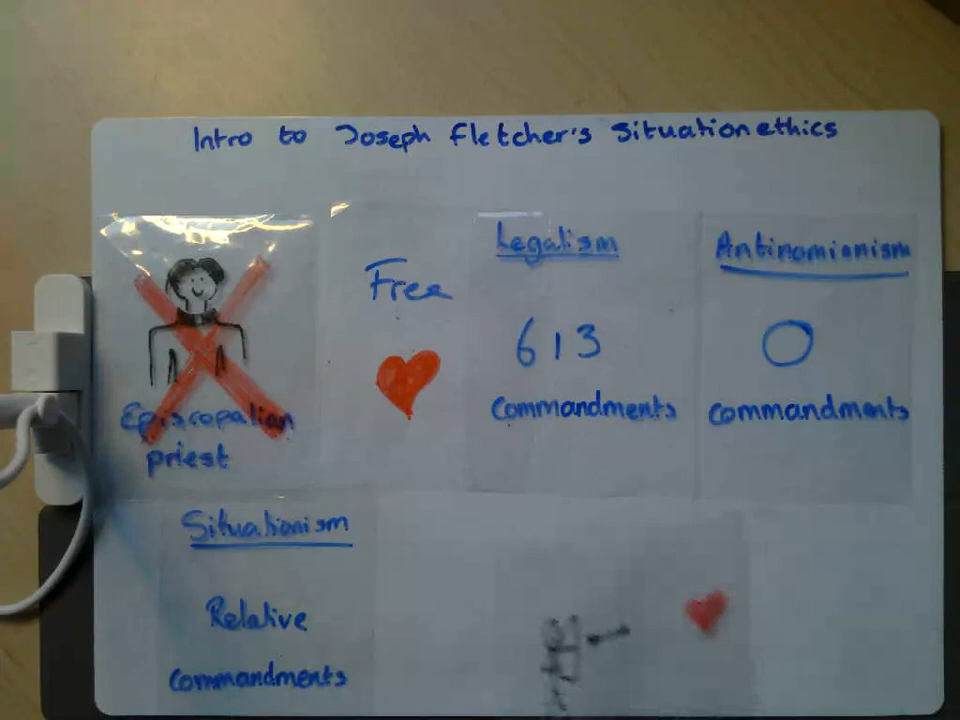 Intro to Joseph Fletcher's Situation ethics
Episcopalian
priest
Free
Legalism
613
commandments
Antinomianism
0
commandments
Situationism
Relative
commandments